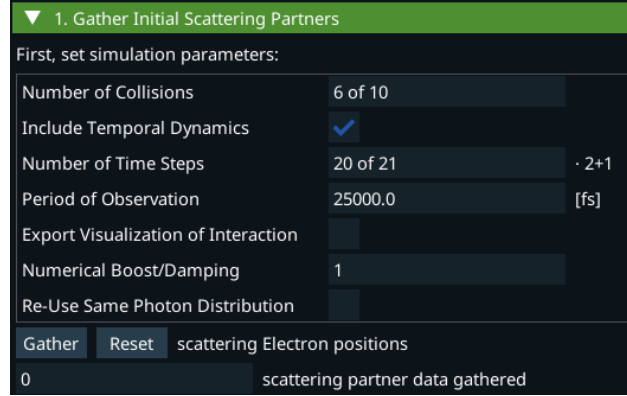 1. Gather Initial Scattering Partners
First, set simulation parameters:
Number of Collisions 6 of 10
Include Temporal Dynamics
Number of Time Steps 20 of 21 · 2+1
Period of Observation 25000.0 [fs]
Export Visualization of Interaction
Numerical Boost/Damping 1
Re-Use Same Photon Distribution
Gather Reset scattering Electron positions
0 scattering partner data gathered